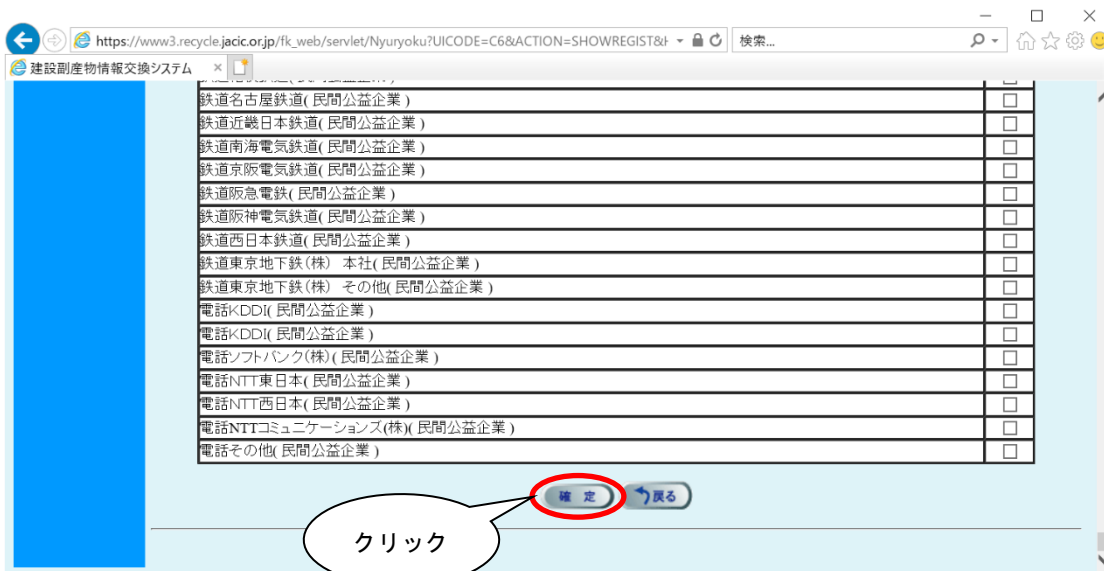 https://www3.recycle.jacic.or.jp/fk_web/servlet/Nyuryoku?UICODE=C6&ACTION=SHOWREGIST&
検索...
建設副産物情報交換システム
鉄道名古屋鉄道( 民間公益企業 )
鉄道近畿日本鉄道( 民間公益企業 )
鉄道南海電気鉄道( 民間公益企業 )
鉄道京阪電気鉄道( 民間公益企業 )
鉄道阪急電鉄( 民間公益企業 )
鉄道阪神電気鉄道( 民間公益企業 )
鉄道西日本鉄道( 民間公益企業 )
鉄道東京地下鉄（株） 本社( 民間公益企業 )
鉄道東京地下鉄（株） その他( 民間公益企業 )
電話KDDI( 民間公益企業 )
電話KDDI( 民間公益企業 )
電話ソフトバンク(株)( 民間公益企業 )
電話NTT東日本( 民間公益企業 )
電話NTT西日本( 民間公益企業 )
電話NTTコミュニケーションズ(株)( 民間公益企業 )
電話その他( 民間公益企業 )
確 定 戻る
クリック